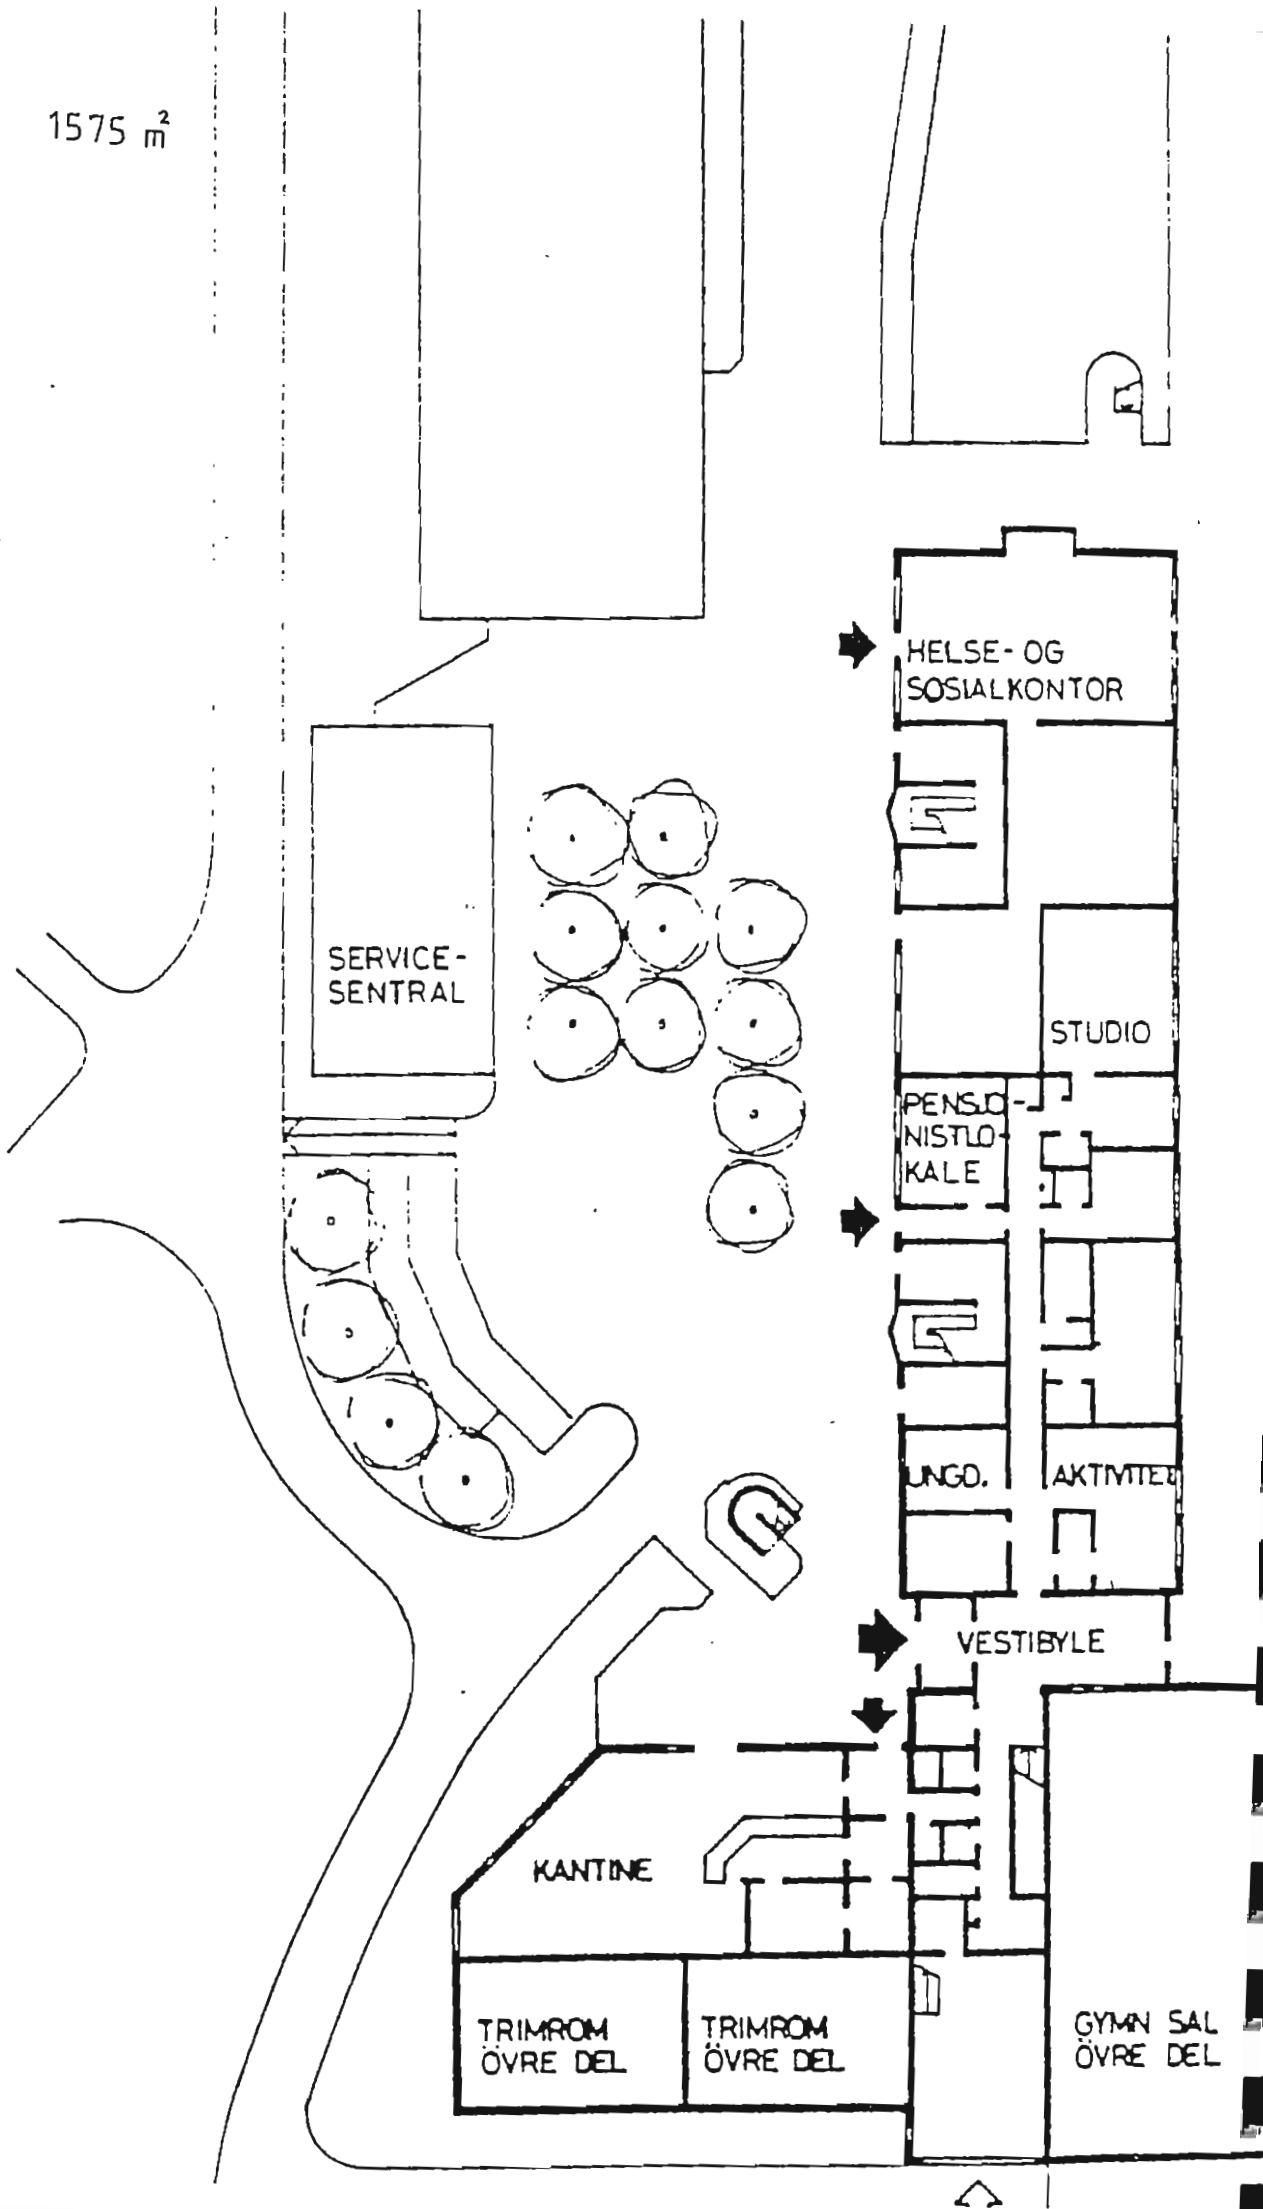 1575 m²
HELSE- OG
SOSIALKONTOR
SERVICE-
SENTRAL
STUDIO
PENSJO-
NISTLO-
KALE
UNGD.
AKTIVITET
VESTIBYLE
KANTINE
TRIMROM
ÖVRE DEL
TRIMROM
ÖVRE DEL
GYMN SAL
ÖVRE DEL